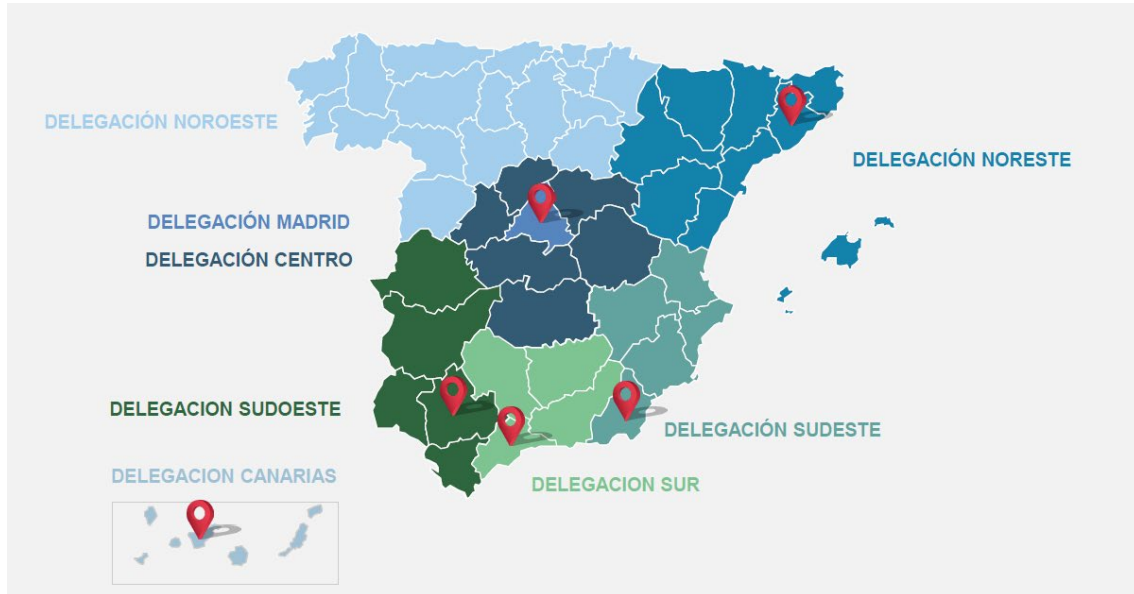 DELEGACIÓN NOROESTE
DELEGACIÓN NORESTE
DELEGACIÓN MADRID
DELEGACIÓN CENTRO
DELEGACION SUDOESTE
DELEGACIÓN SUDESTE
DELEGACION CANARIAS
DELEGACION SUR